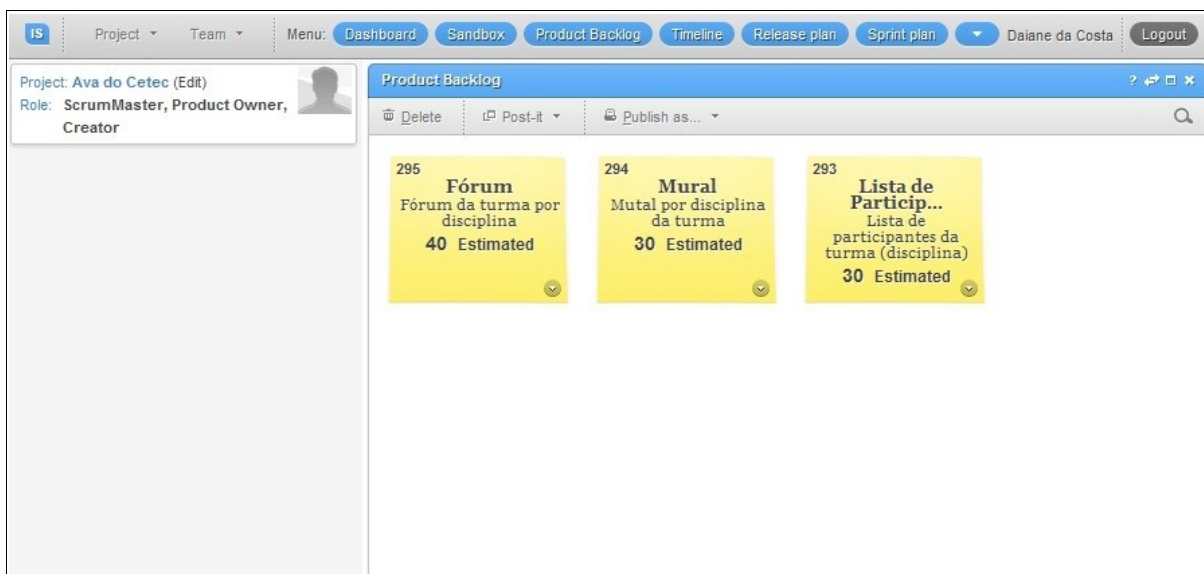 IS Project Team Menu: Dashboard Sandbox Product Backlog Timeline Release plan Sprint plan Daiane da Costa Logout
Project: Ava do Cetec (Edit)
Role: ScrumMaster, Product Owner,
Creator
Product Backlog ?
Delete Post-it Publish as...
295
Fórum
Fórum da turma por
disciplina
40 Estimated
294
Mural
Mutal por disciplina
da turma
30 Estimated
293
Lista de
Particip...
Lista de
participantes da
turma (disciplina)
30 Estimated